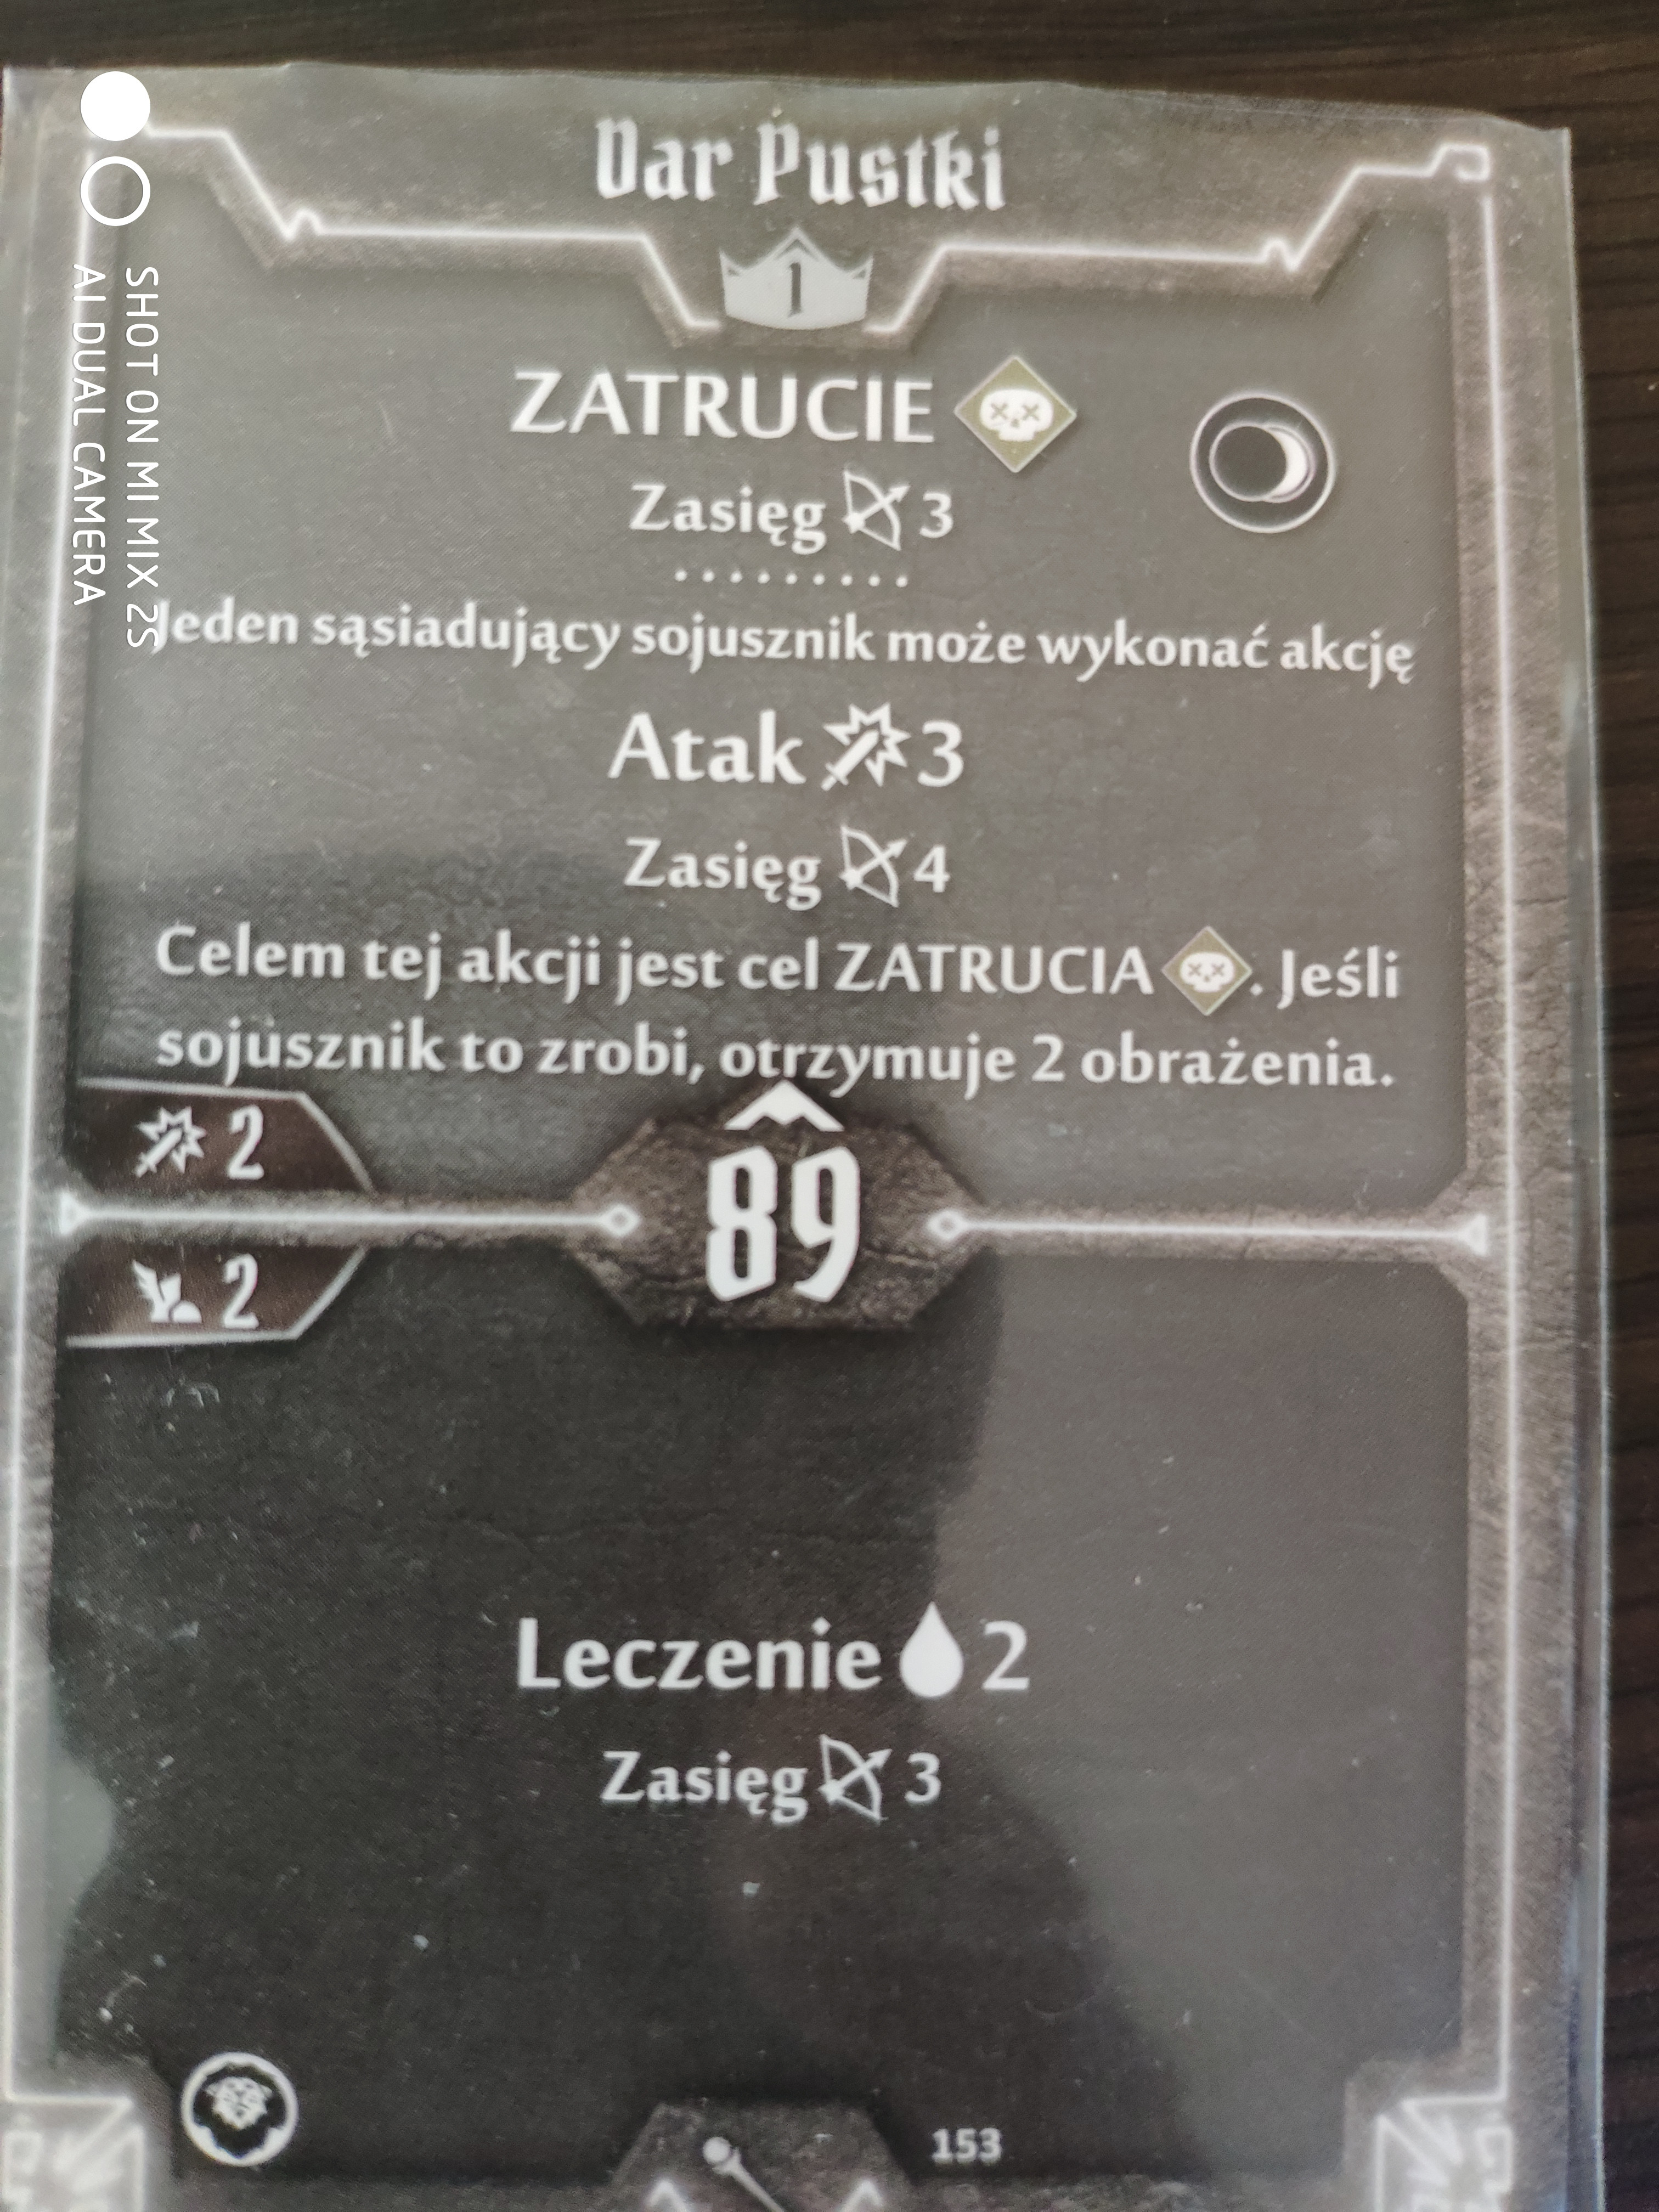 Dar Pustki
1
ZATRUCIE
Zasięg 3
Jeden sąsiadujący sojusznik może wykonać akcję
Atak 3
Zasięg 4
Celem tej akcji jest cel ZATRUCIA. Jeśli
sojusznik to zrobi, otrzymuje 2 obrażenia.
2
89
2
Leczenie 2
Zasięg 3
153
SHOT ON MI MIX 2S
AI DUAL CAMERA